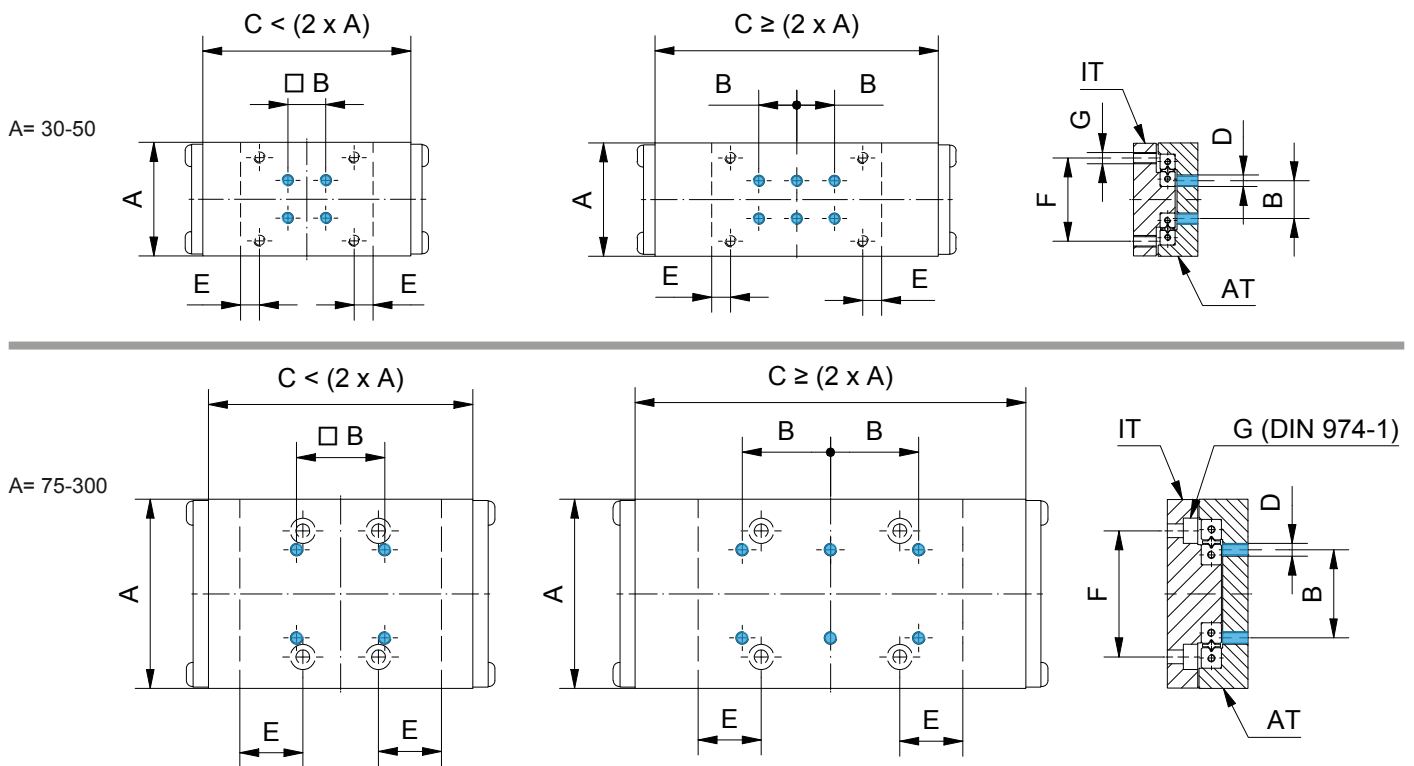 C < (2 x A)
C ≥ (2 x A)
□ B
B
B
IT
A= 30-50
G
D
A
A
F
B
E
E
E
E
AT
C < (2 x A)
C ≥ (2 x A)
□ B
B
B
IT
G (DIN 974-1)
A= 75-300
D
A
A
F
B
E
E
E
E
AT